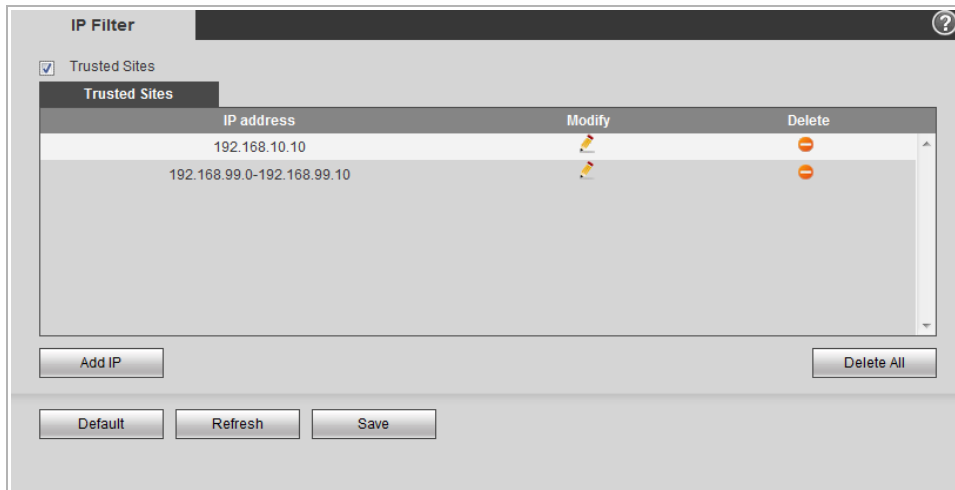 IP Filter
?
Trusted Sites
Trusted Sites
IP address Modify Delete
192.168.10.10
192.168.99.0-192.168.99.10
Add IP Delete All
Default Refresh Save